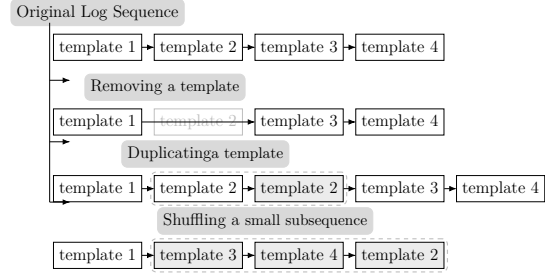 Original Log Sequence
template 1 template 2 template 3 template 4
Removing a template
template 1 template 2 template 3 template 4
Duplicatinga template
template 1 template 2 template 2 template 3 template 4
Shuffling a small subsequence
template 1 template 3 template 4 template 2